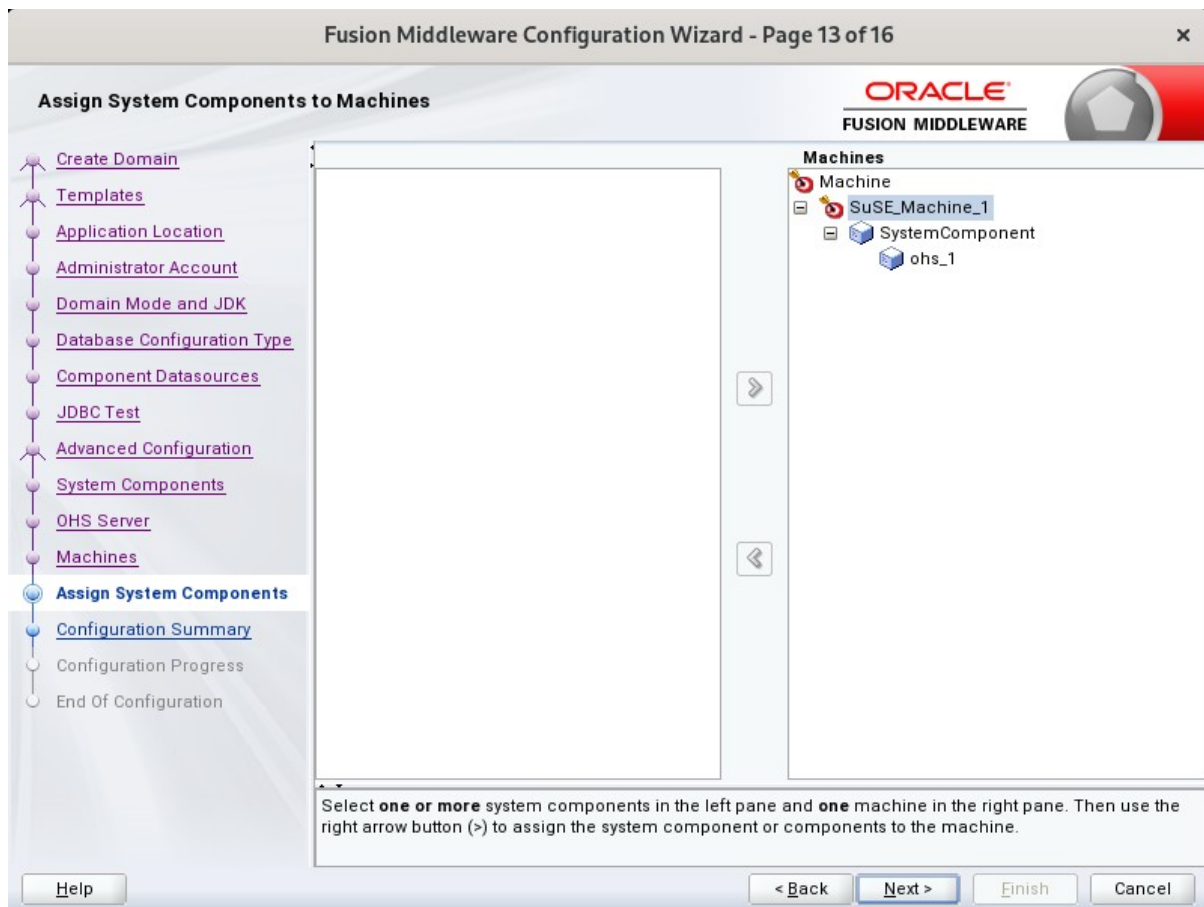 Fusion Middleware Configuration Wizard - Page 13 of 16
×
Assign System Components to Machines
ORACLE
FUSION MIDDLEWARE
Create Domain
Templates
Application Location
Administrator Account
Domain Mode and JDK
Database Configuration Type
Component Datasources
JDBC Test
Advanced Configuration
System Components
OHS Server
Machines
Assign System Components
Configuration Summary
Configuration Progress
End Of Configuration
Machines
Machine
SuSE_Machine_1
SystemComponent
ohs_1
Select one or more system components in the left pane and one machine in the right pane. Then use the
right arrow button (>) to assign the system component or components to the machine.
Help
< Back
Next >
Finish
Cancel